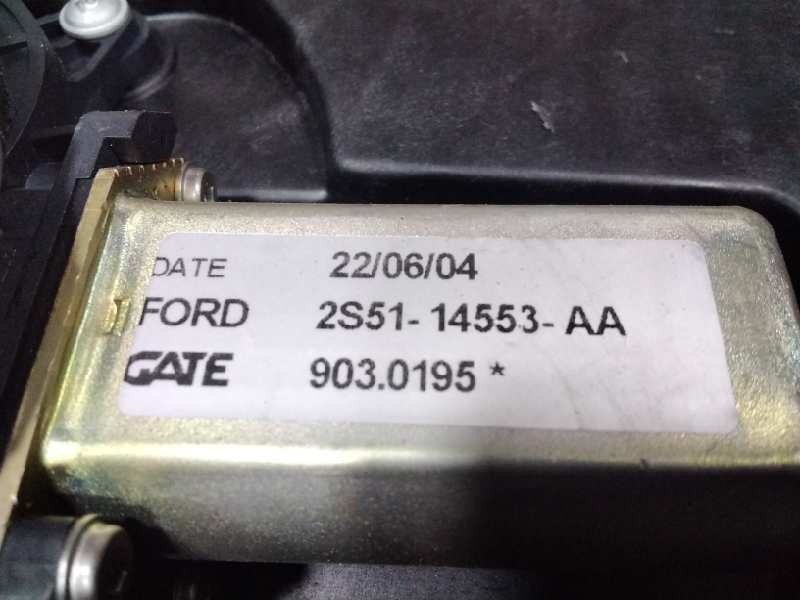 DATE 22/06/04
FORD 2S51-14553-AA
GATE 903.0195 *